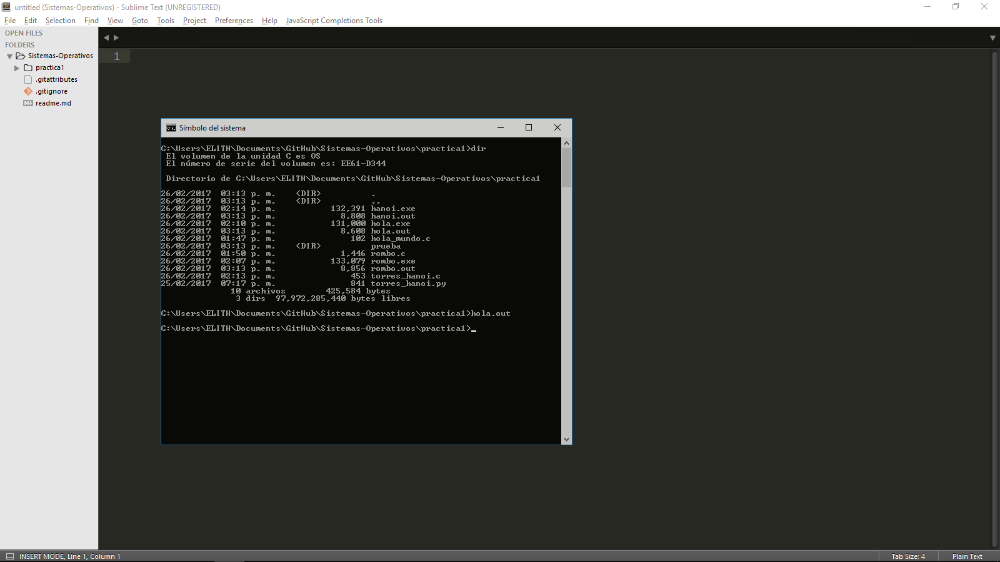 untitled (Sistemas-Operativos) - Sublime Text (UNREGISTERED)
File Edit Selection Find View Goto Tools Project Preferences Help JavaScript Completions Tools
OPEN FILES
FOLDERS
Sistemas-Operativos
practica1
.gitattributes
.gitignore
readme.md
1
Símbolo del sistema
C:\Users\ELITH\Documents\GitHub\Sistemas-Operativos\practica1>dir
El volumen de la unidad C es OS
El número de serie del volumen es: EE61-D344
Directorio de C:\Users\ELITH\Documents\GitHub\Sistemas-Operativos\practica1
26/02/2017 03:13 p. m. <DIR> .
26/02/2017 03:13 p. m. <DIR> ..
26/02/2017 02:14 p. m. 132,391 hanoi.exe
26/02/2017 03:13 p. m. 8,808 hanoi.out
26/02/2017 02:10 p. m. 131,000 hola.exe
26/02/2017 03:13 p. m. 8,608 hola.out
26/02/2017 01:47 p. m. 102 hola_mundo.c
26/02/2017 03:13 p. m. <DIR> prueba
26/02/2017 01:50 p. m. 1,446 rombo.c
26/02/2017 02:07 p. m. 133,079 rombo.exe
26/02/2017 03:13 p. m. 8,856 rombo.out
26/02/2017 02:13 p. m. 453 torres_hanoi.c
25/02/2017 07:17 p. m. 841 torres_hanoi.py
10 archivos 425,584 bytes
3 dirs 97,972,285,440 bytes libres
C:\Users\ELITH\Documents\GitHub\Sistemas-Operativos\practica1>hola.out
C:\Users\ELITH\Documents\GitHub\Sistemas-Operativos\practica1>
INSERT MODE, Line 1, Column 1
Tab Size: 4
Plain Text